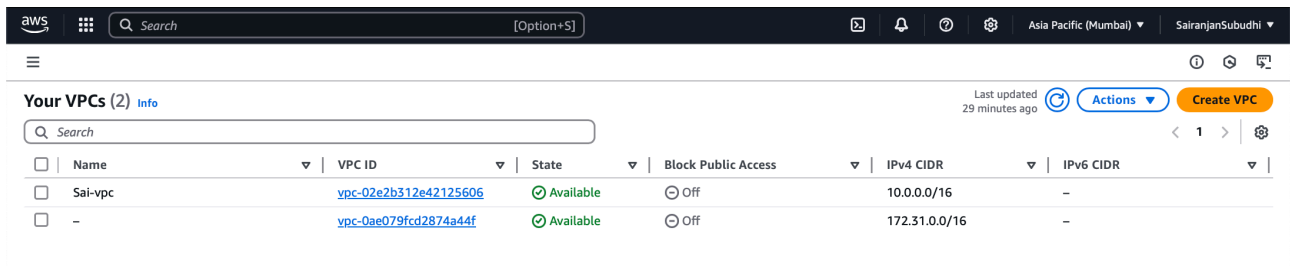 aws Search [Option+S] Asia Pacific (Mumbai) SairanjanSubudhi
Your VPCs (2) Info Last updated 29 minutes ago Actions Create VPC
Search 1
Name VPC ID State Block Public Access IPv4 CIDR IPv6 CIDR
Sai-vpc vpc-02e2b312e42125606 Available Off 10.0.0.0/16 –
– vpc-0ae079fcd2874a44f Available Off 172.31.0.0/16 –